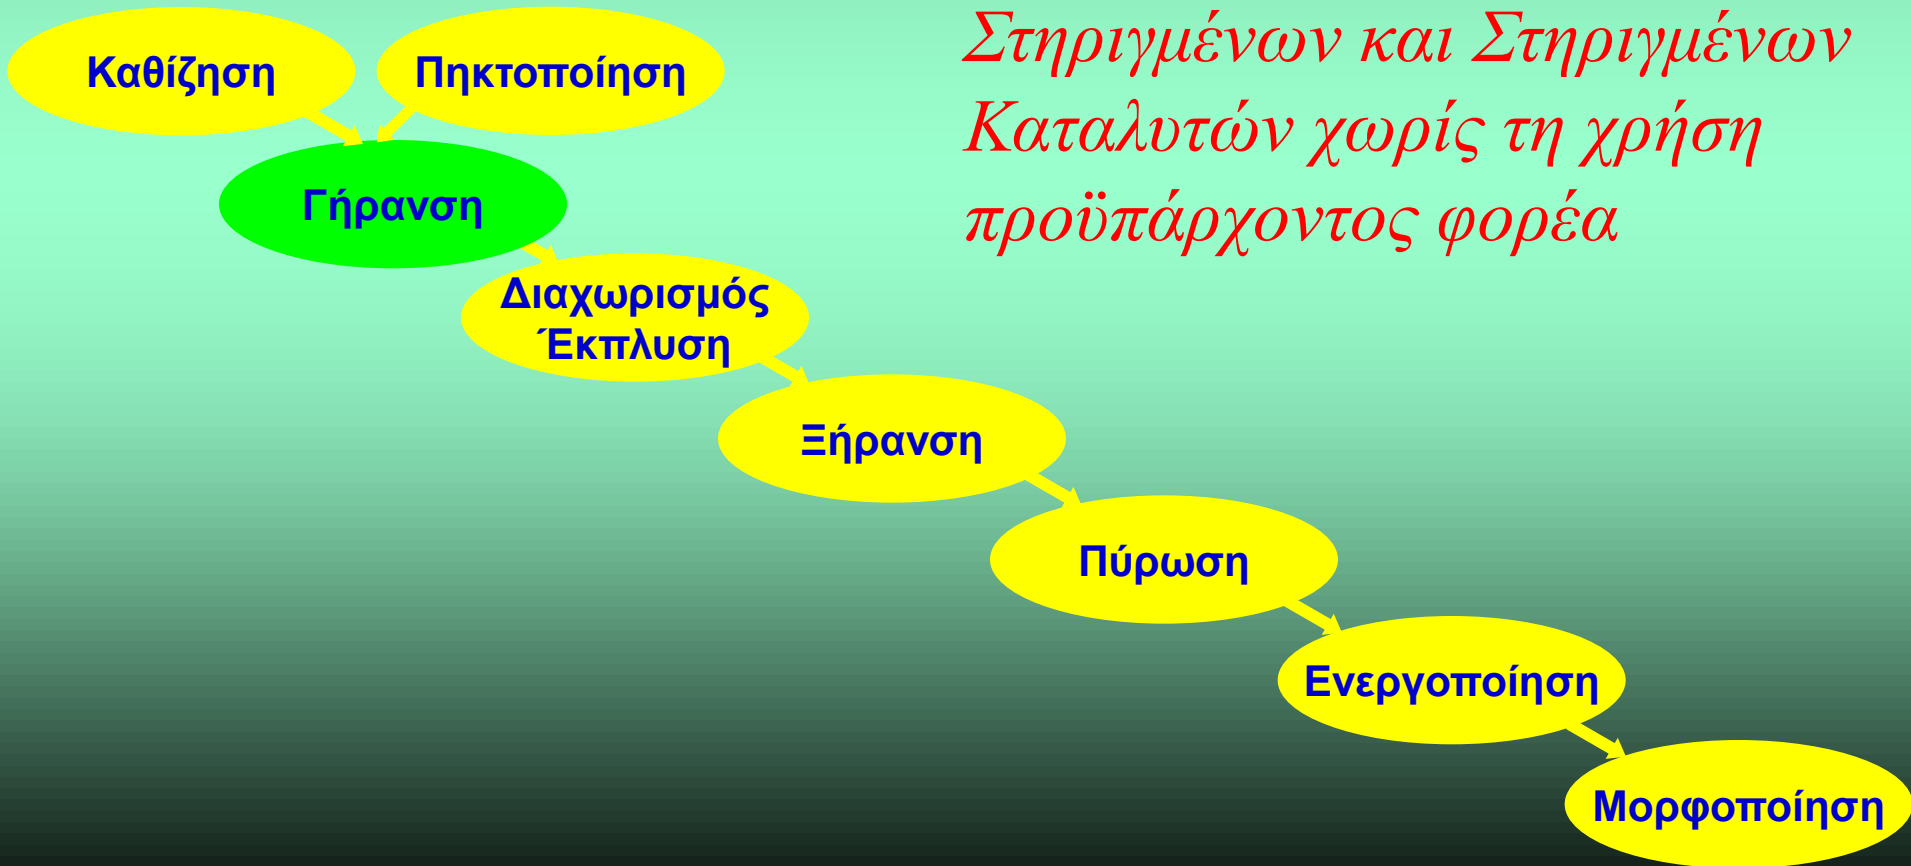 Στηριγμένων και Στηριγμένων
Καταλυτών χωρίς τη χρήση
προϋπάρχοντος φορέα
Καθίζηση
Πηκτοποίηση
Γήρανση
Διαχωρισμός
Έκπλυση
Ξήρανση
Πύρωση
Ενεργοποίηση
Μορφοποίηση